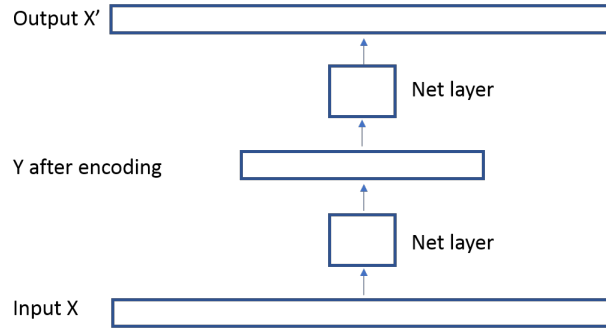 Output X’
Net layer
Y after encoding
Net layer
Input X